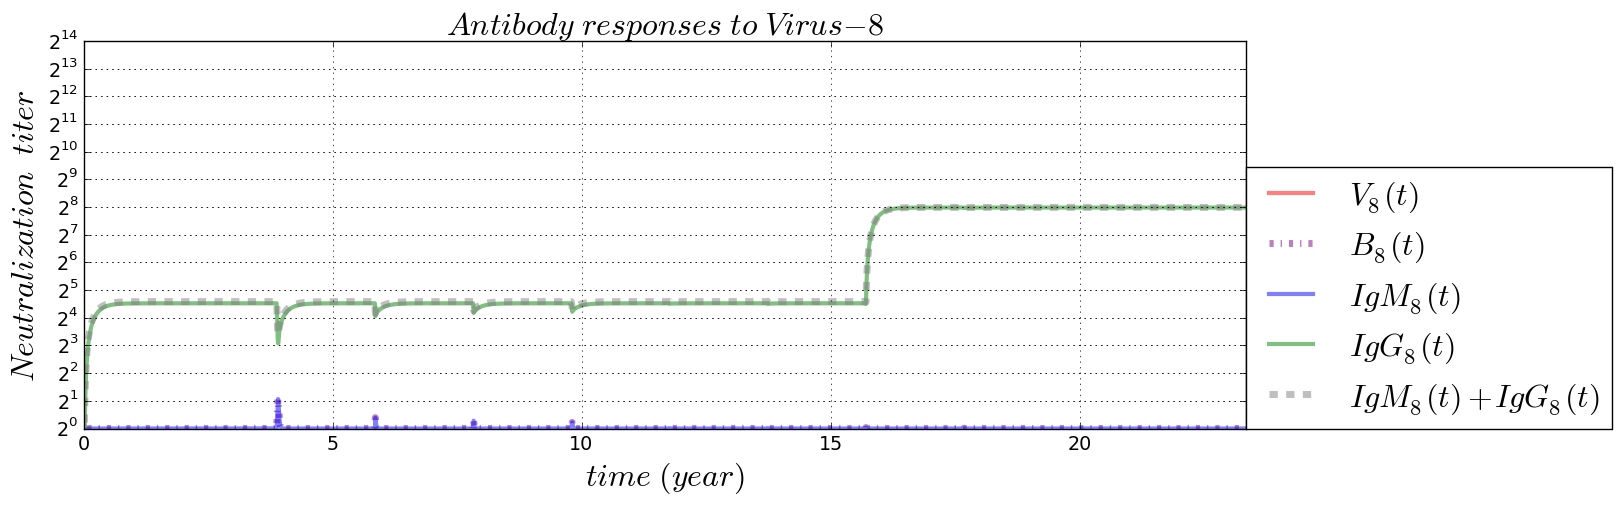 Antibody responses to Virus−8
2^14
2^13
2^12
2^11
2^10
2^9
2^8
2^7
2^6
2^5
2^4
2^3
2^2
2^1
2^0
Neutralization titer
0 5 10 15 20
time (year)
V_8(t)
B_8(t)
IgM_8(t)
IgG_8(t)
IgM_8(t)+IgG_8(t)